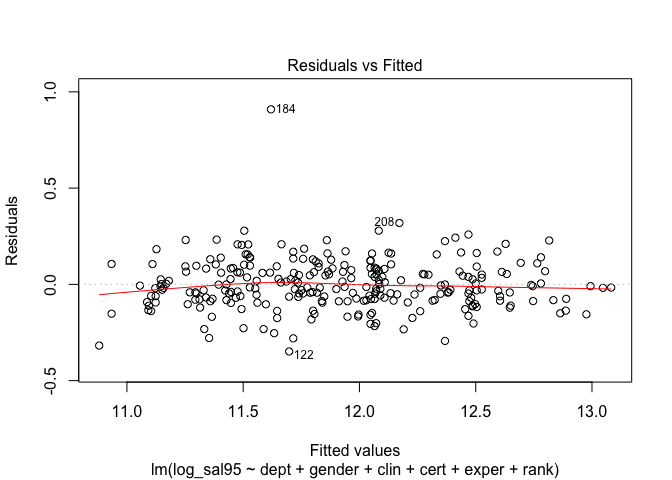 Residuals vs Fitted
1.0
0.5
0.0
-0.5
Residuals
184
208
122
11.0 11.5 12.0 12.5 13.0
Fitted values
lm(log_sal95 ~ dept + gender + clin + cert + exper + rank)